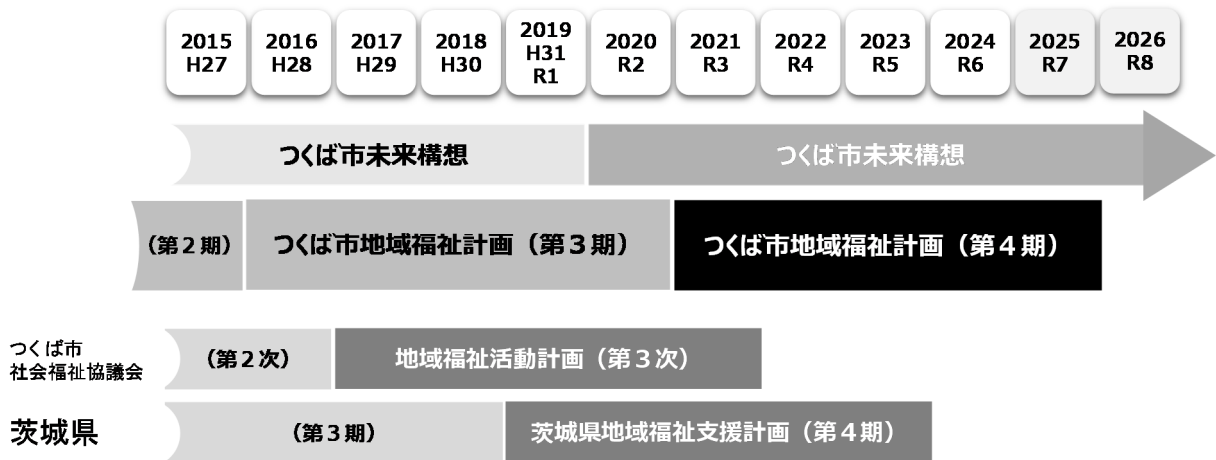 2015
H27
2016
H28
2017
H29
2018
H30
2019
H31
R1
2020
R2
2021
R3
2022
R4
2023
R5
2024
R6
2025
R7
2026
R8
つくば市未来構想
つくば市未来構想
（第２期）
つくば市地域福祉計画（第３期）
つくば市地域福祉計画（第４期）
つくば市
社会福祉協議会
（第２次）
地域福祉活動計画（第３次）
茨城県
（第３期）
茨城県地域福祉支援計画（第４期）